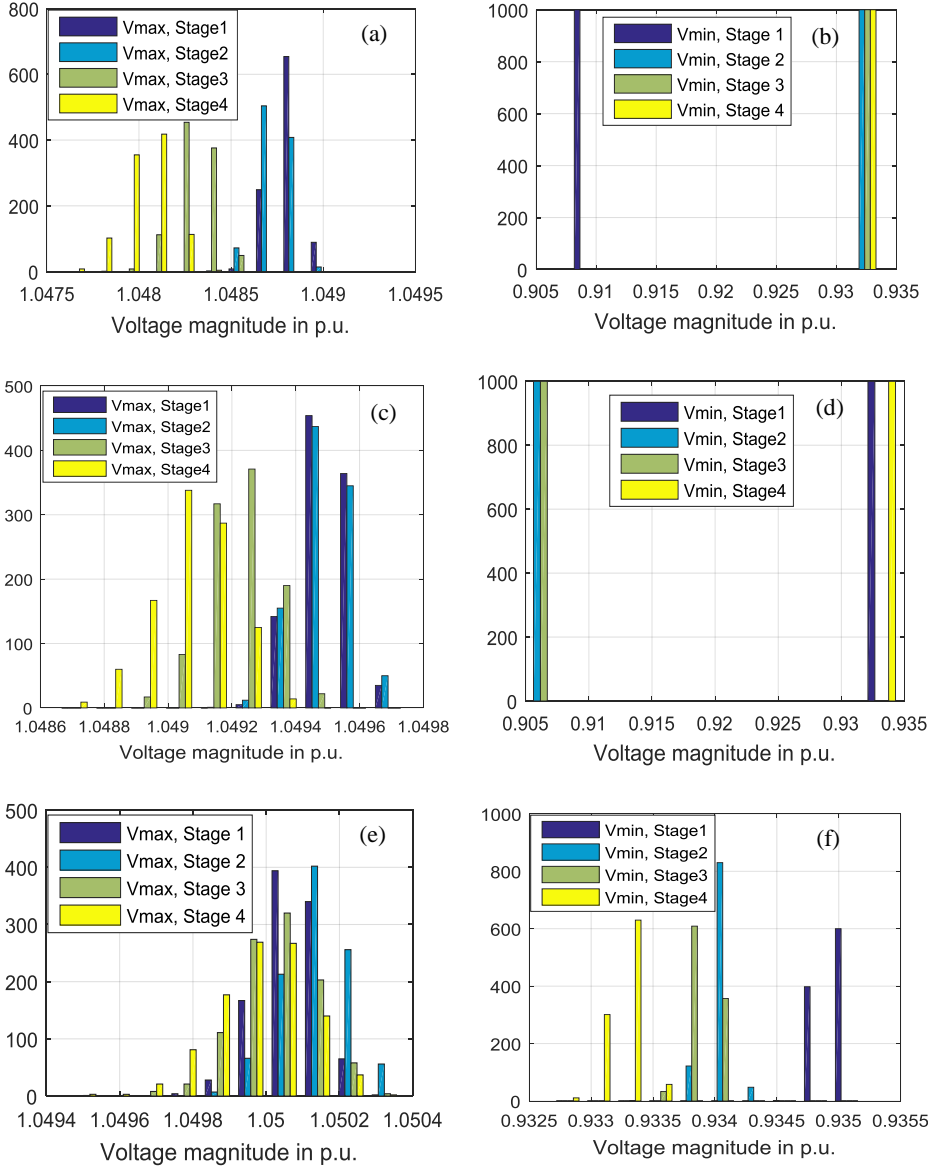 800
600
400
200
0
Vmax, Stage1
Vmax, Stage2
Vmax, Stage3
Vmax, Stage4
(a)
1.0475 1.048 1.0485 1.049 1.0495
Voltage magnitude in p.u.
1000
800
600
400
200
0
Vmin, Stage 1
Vmin, Stage 2
Vmin, Stage 3
Vmin, Stage 4
(b)
0.905 0.91 0.915 0.92 0.925 0.93 0.935
Voltage magnitude in p.u.
500
400
300
200
100
0
Vmax, Stage1
Vmax, Stage2
Vmax, Stage3
Vmax, Stage4
(c)
1.0486 1.0488 1.049 1.0492 1.0494 1.0496 1.0498
Voltage magnitude in p.u.
1000
800
600
400
200
0
Vmin, Stage1
Vmin, Stage2
Vmin, Stage3
Vmin, Stage4
(d)
0.905 0.91 0.915 0.92 0.925 0.93 0.935
Voltage magnitude in p.u.
500
400
300
200
100
0
Vmax, Stage 1
Vmax, Stage 2
Vmax, Stage 3
Vmax, Stage 4
(e)
1.0494 1.0496 1.0498 1.05 1.0502 1.0504
Voltage magnitude in p.u.
1000
800
600
400
200
0
Vmin, Stage1
Vmin, Stage2
Vmin, Stage3
Vmin, Stage4
(f)
0.9325 0.933 0.9335 0.934 0.9345 0.935 0.9355
Voltage magnitude in p.u.